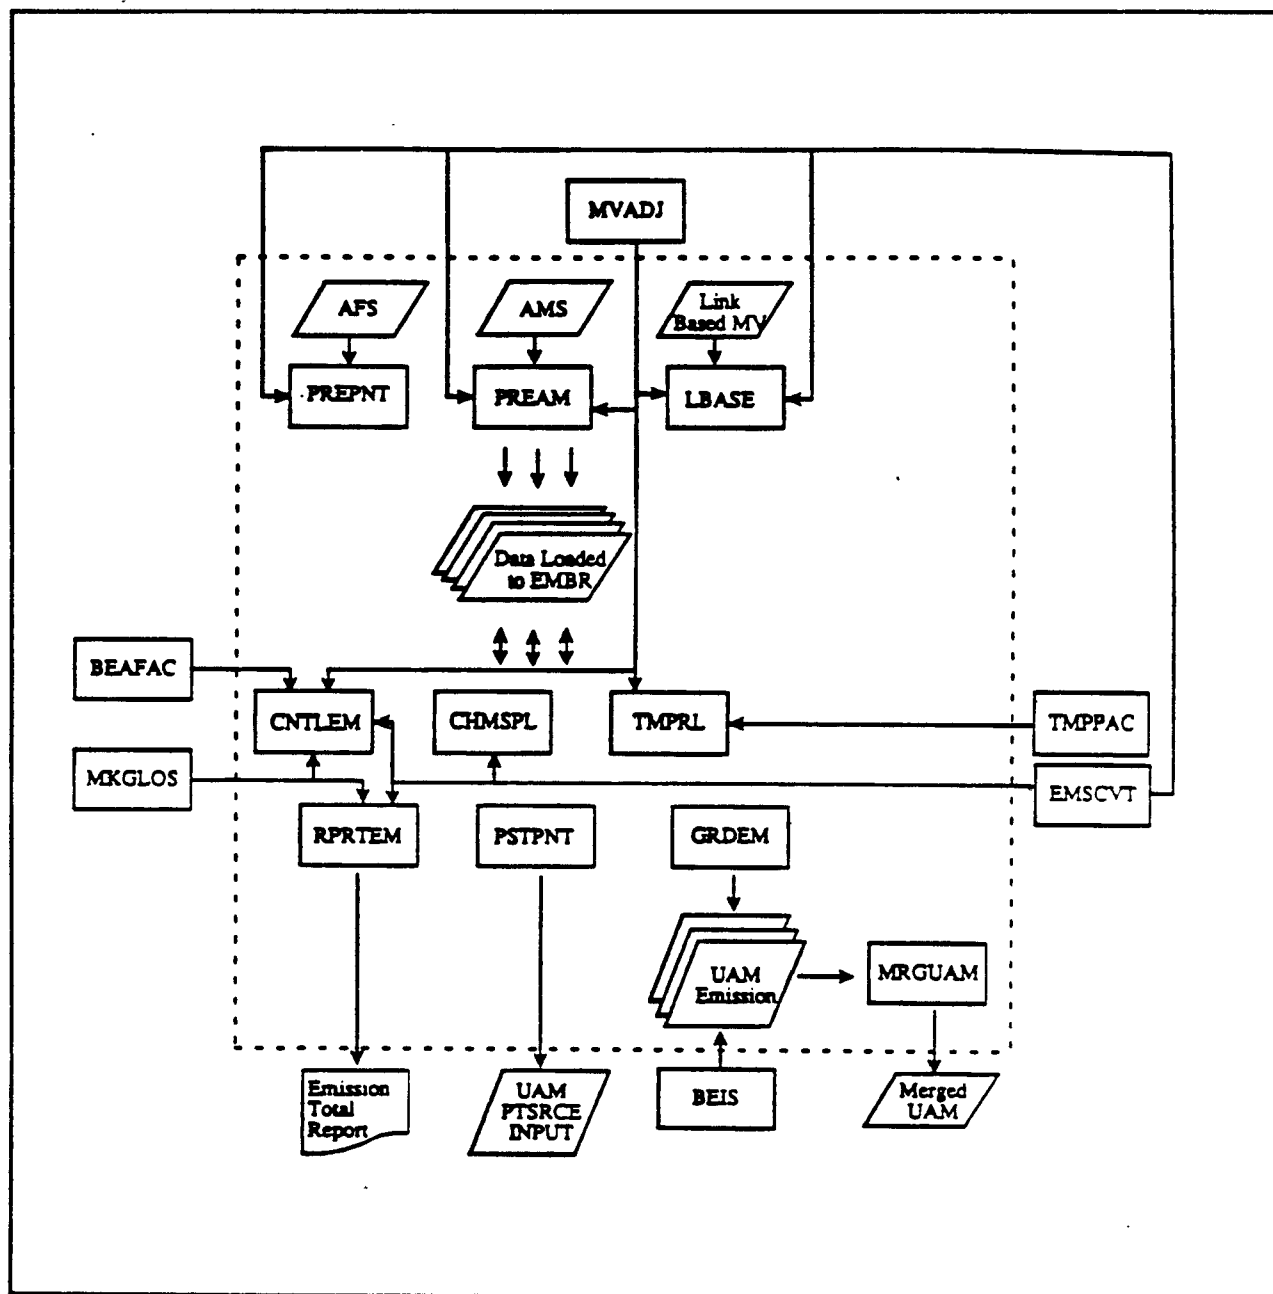 MVADJ
AFS
AMS
Link
Based MV
PREPNT
PREAM
LBASE
Data Loaded
to EMBR
BEAFAC
CNTLEM
CHMSPL
TMPRL
TMPPAC
MKGLOS
EMSCVT
RPRTEM
PSTPNT
GRDEM
UAM
Emission
MRGUAM
Emission
Total
Report
UAM
PTSRCE
INPUT
BEIS
Merged
UAM